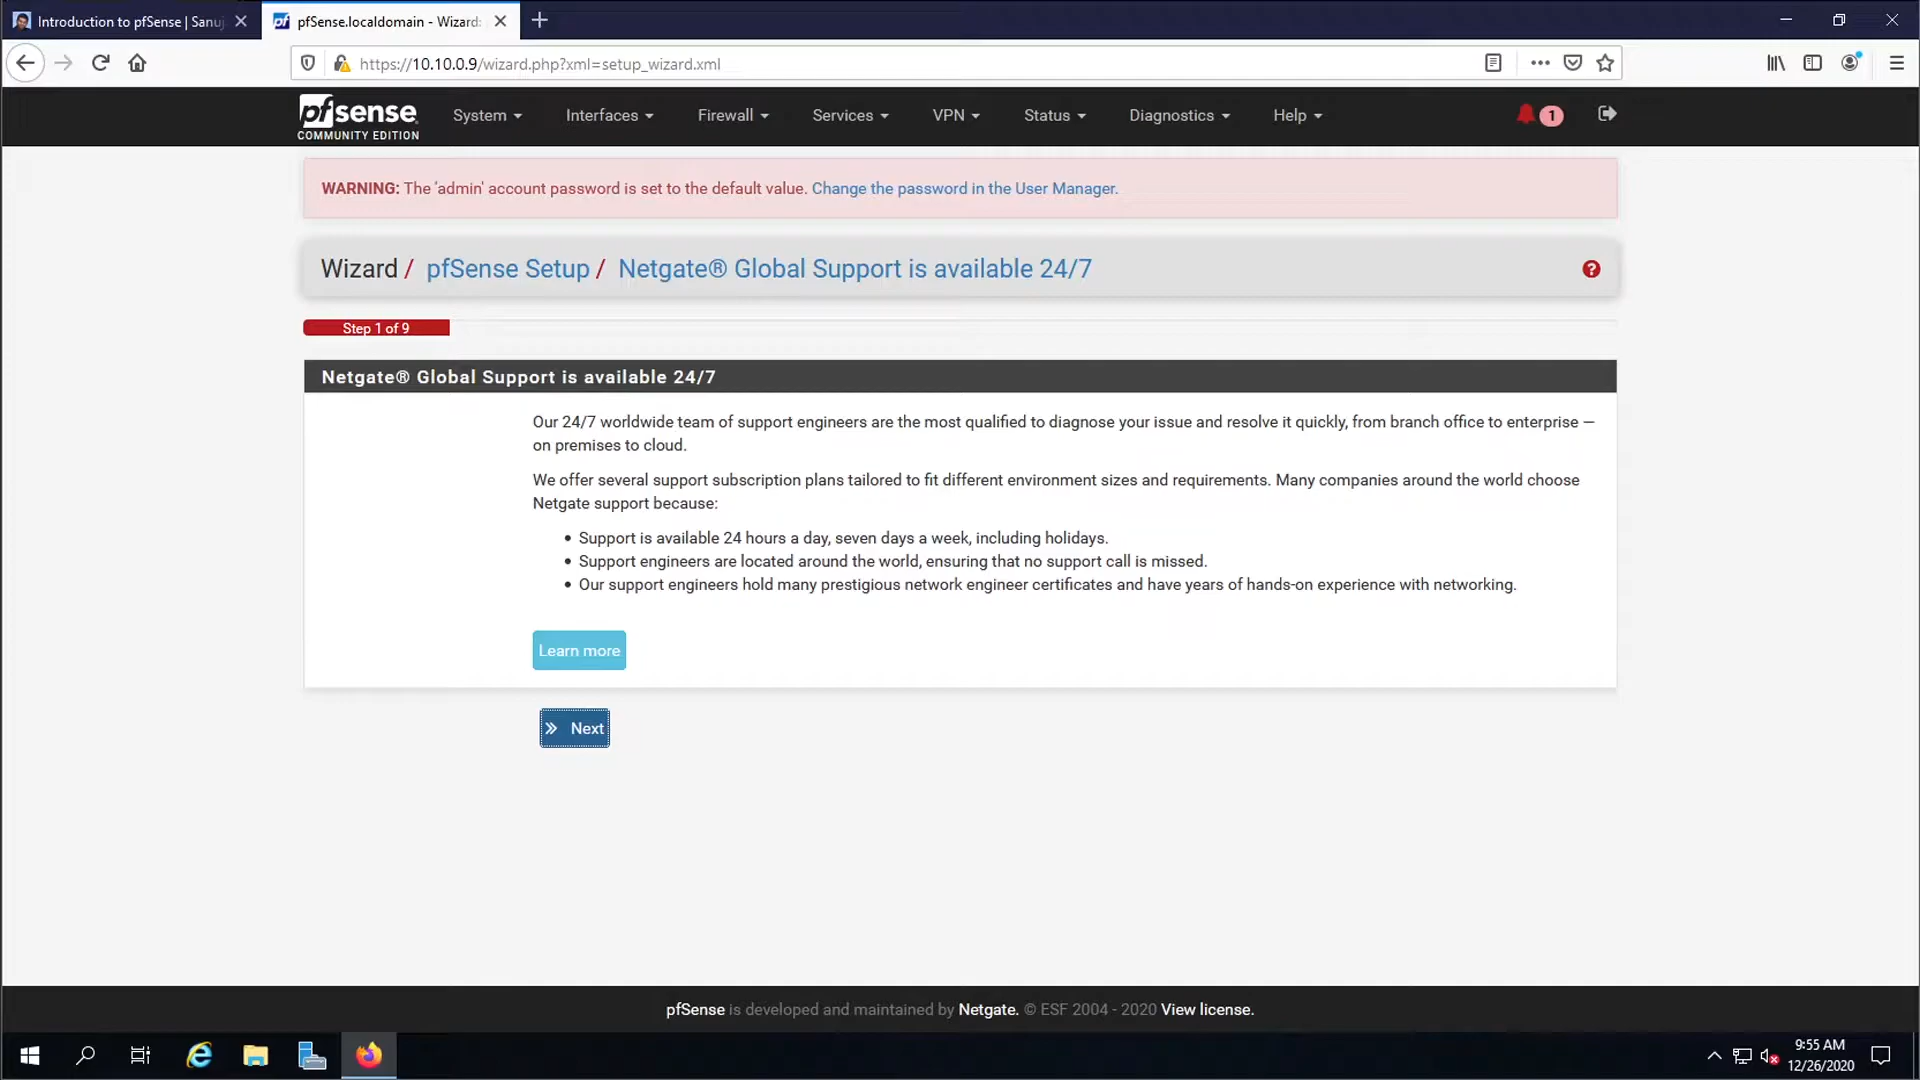 Introduction to pfSense | Sanuj
pfSense.localdomain - Wizard:
https://10.10.0.9/wizard.php?xml=setup_wizard.xml
pfsense
COMMUNITY EDITION
System
Interfaces
Firewall
Services
VPN
Status
Diagnostics
Help
1
WARNING: The 'admin' account password is set to the default value. Change the password in the User Manager.
Wizard / pfSense Setup / Netgate® Global Support is available 24/7
Step 1 of 9
Netgate® Global Support is available 24/7
Our 24/7 worldwide team of support engineers are the most qualified to diagnose your issue and resolve it quickly, from branch office to enterprise —
on premises to cloud.
We offer several support subscription plans tailored to fit different environment sizes and requirements. Many companies around the world choose
Netgate support because:
• Support is available 24 hours a day, seven days a week, including holidays.
• Support engineers are located around the world, ensuring that no support call is missed.
• Our support engineers hold many prestigious network engineer certificates and have years of hands-on experience with networking.
Learn more
Next
pfSense is developed and maintained by Netgate. © ESF 2004 - 2020 View license.
9:55 AM
12/26/2020